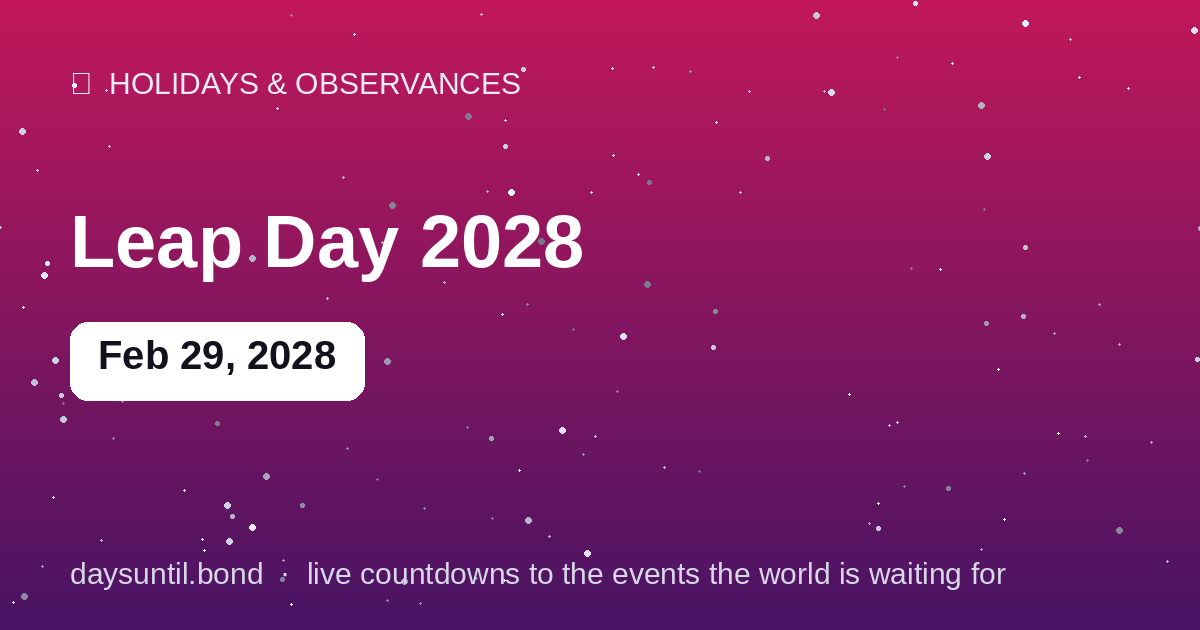 HOLIDAYS & OBSERVANCES
Leap Day 2028
Feb 29, 2028
daysuntil.bond · live countdowns to the events the world is waiting for